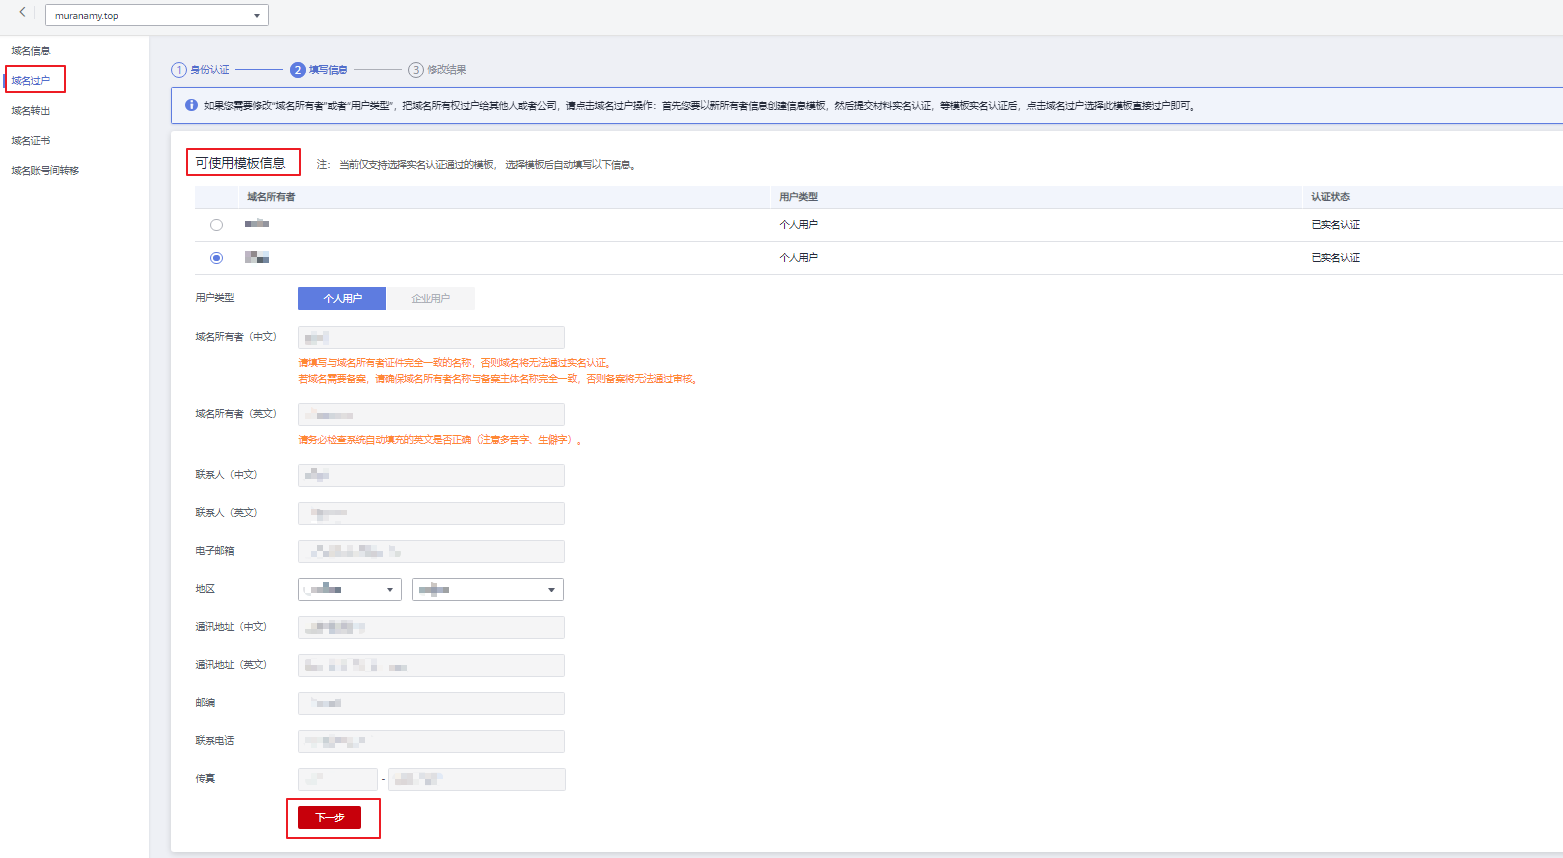 muranamy.top
域名信息
域名过户
域名转出
域名证书
域名账号间转移
1 身份认证 2 填写信息 3 修改结果
如果您需要修改“域名所有者”或者“用户类型”，把域名所有权过户给其他人或者公司，请点击域名过户操作：首先您要以新所有者信息创建信息模板，然后提交材料实名认证，等模板实名认证后，点击域名过户选择此模板直接过户即可。
可使用模板信息 注： 当前仅支持选择实名认证通过的模板， 选择模板后自动填写以下信息。
域名所有者 用户类型 认证状态
个人用户 已实名认证
个人用户 已实名认证
用户类型 个人用户 企业用户
域名所有者（中文）
请填写与域名所有者证件完全一致的名称，否则域名将无法通过实名认证。
若域名需要备案，请确保域名所有者名称与备案主体名称完全一致，否则备案将无法通过审核。
域名所有者（英文）
请务必检查系统自动填充的英文是否正确（注意多音字、生僻字）。
联系人（中文）
联系人（英文）
电子邮箱
地区
通讯地址（中文）
通讯地址（英文）
邮编
联系电话
传真 -
下一步